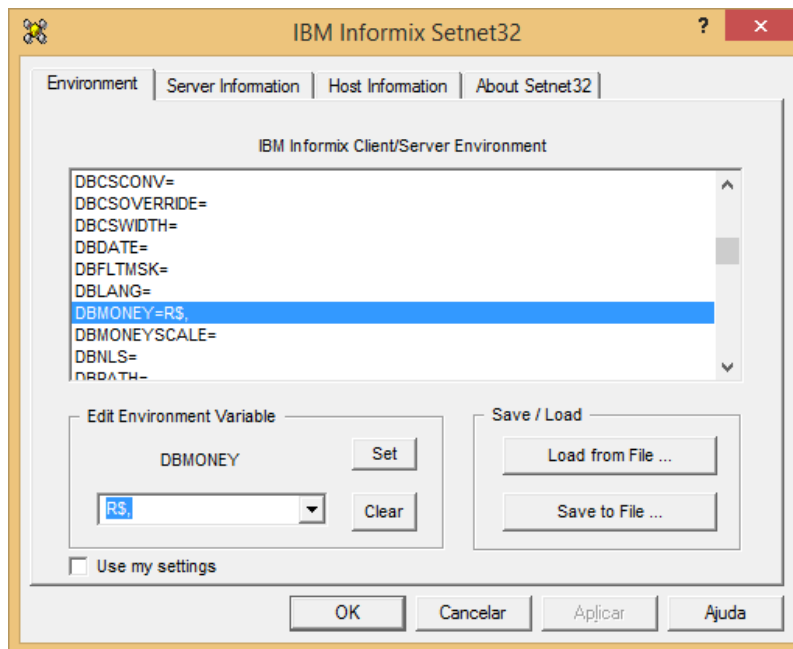 IBM Informix Setnet32
?
Environment
Server Information
Host Information
About Setnet32
IBM Informix Client/Server Environment
DBCSCONV=
DBCSOVERRIDE=
DBCSWIDTH=
DBDATE=
DBFLTMSK=
DBLANG=
DBMONEY=R$,
DBMONEYSCALE=
DBNLS=
DBPATH=
Edit Environment Variable
DBMONEY
Set
R$,
Clear
Save / Load
Load from File ...
Save to File ...
Use my settings
OK
Cancelar
Aplicar
Ajuda